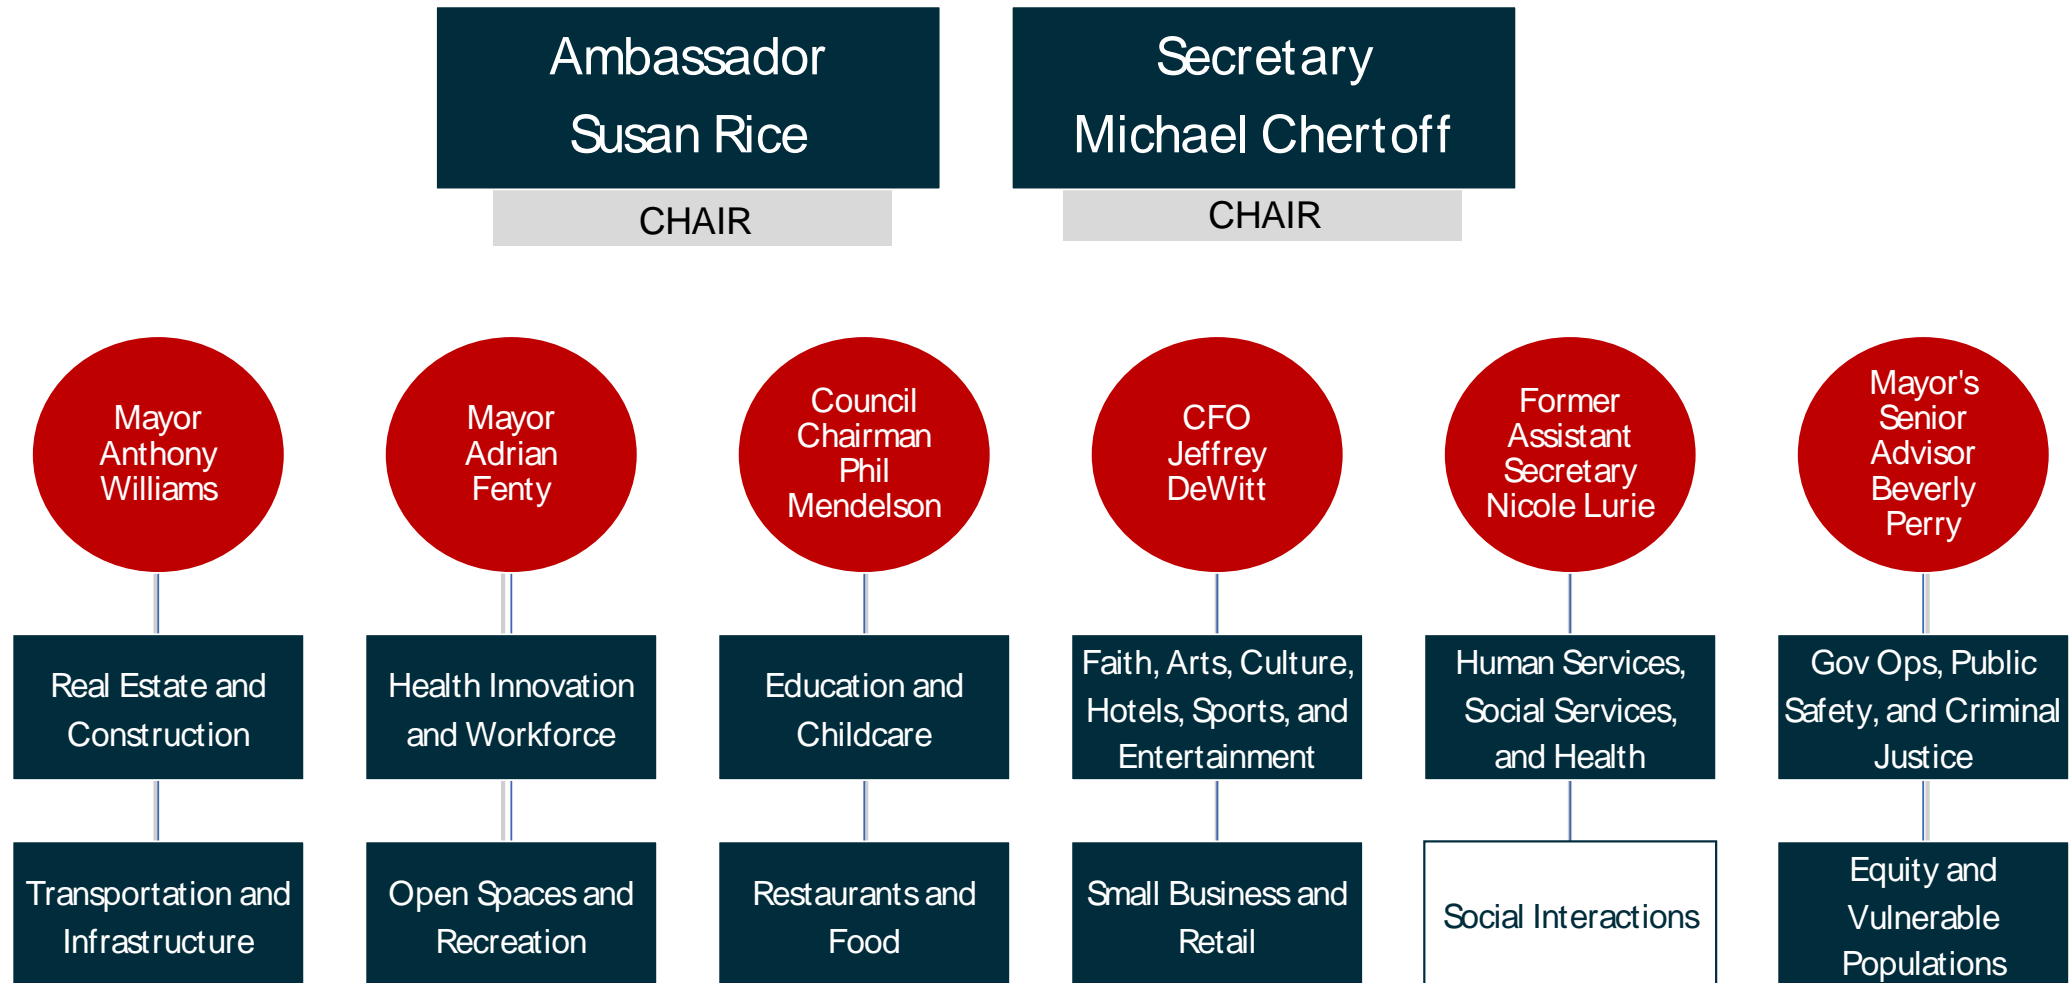 Ambassador
Susan Rice
CHAIR
Secretary
Michael Chertoff
CHAIR
Mayor
Anthony
Williams
Mayor
Adrian
Fenty
Council
Chairman
Phil
Mendelson
CFO
Jeffrey
DeWitt
Former
Assistant
Secretary
Nicole Lurie
Mayor's
Senior
Advisor
Beverly
Perry
Real Estate and
Construction
Health Innovation
and Workforce
Education and
Childcare
Faith, Arts, Culture,
Hotels, Sports, and
Entertainment
Human Services,
Social Services,
and Health
Gov Ops, Public
Safety, and Criminal
Justice
Transportation and
Infrastructure
Open Spaces and
Recreation
Restaurants and
Food
Small Business and
Retail
Social Interactions
Equity and
Vulnerable
Populations